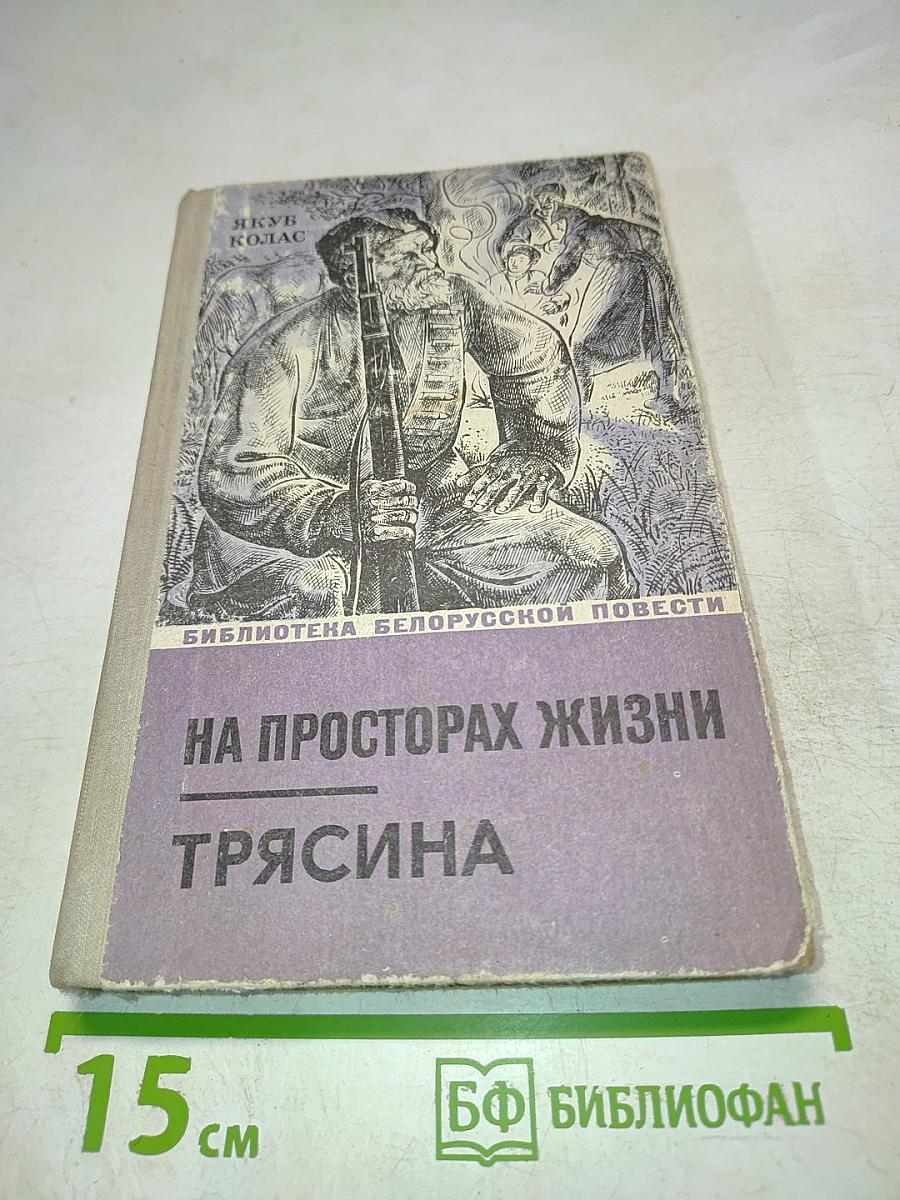 ЯКУБ
КОЛАС
БИБЛИОТЕКА БЕЛОРУССКОЙ ПОВЕСТИ
НА ПРОСТОРАХ ЖИЗНИ
ТРЯСИНА
15 см
БФ БИБЛИОФАН